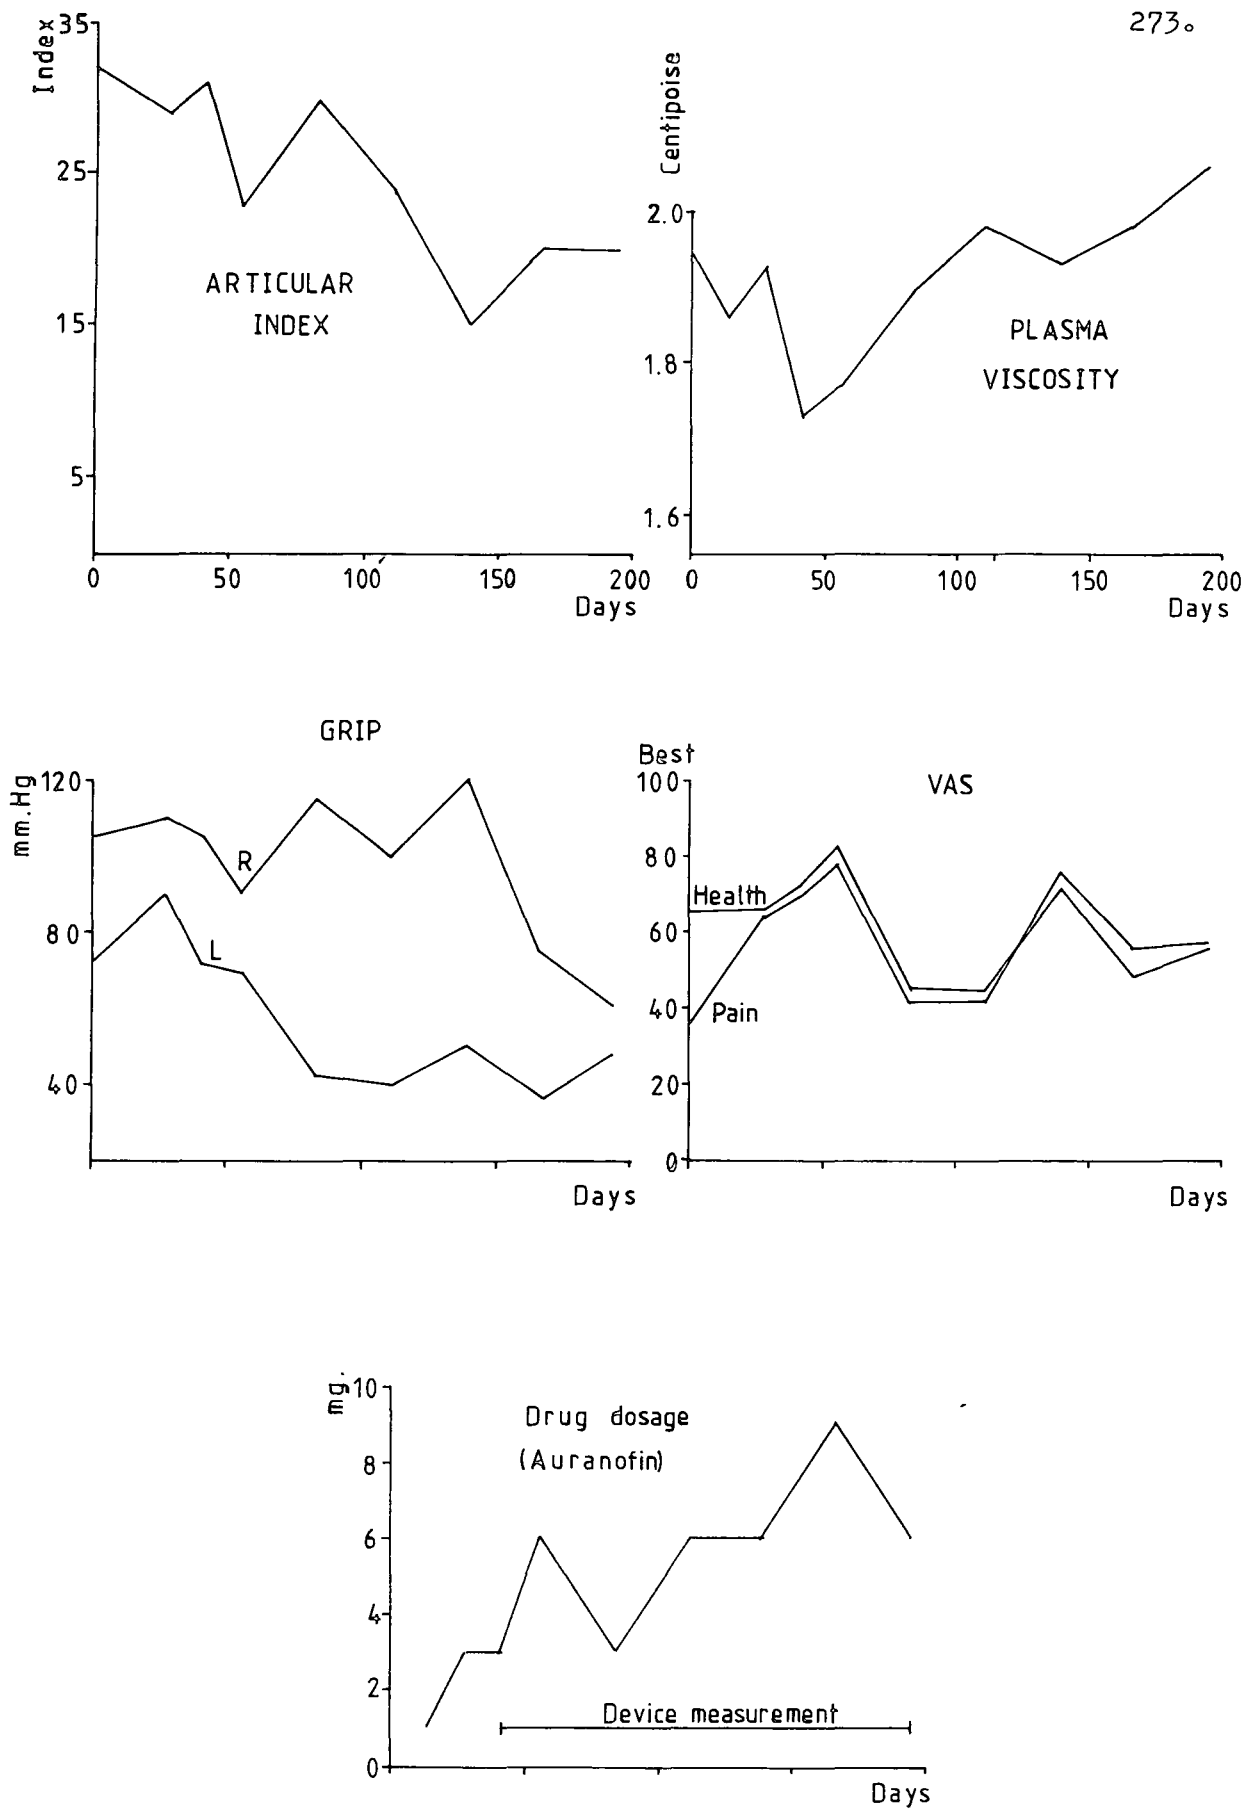 273.
Index
35
25
15
5
ARTICULAR
INDEX
0 50 100 150 200
Days
Centipoise
2.0
1.8
1.6
PLASMA
VISCOSITY
0 50 100 150 200
Days
GRIP
mm.Hg
120
80
40
R
L
Days
Best
VAS
100
80
60
40
20
0
Health
Pain
Days
mg.
10
8
6
4
2
0
Drug dosage
(Auranofin)
Device measurement
Days